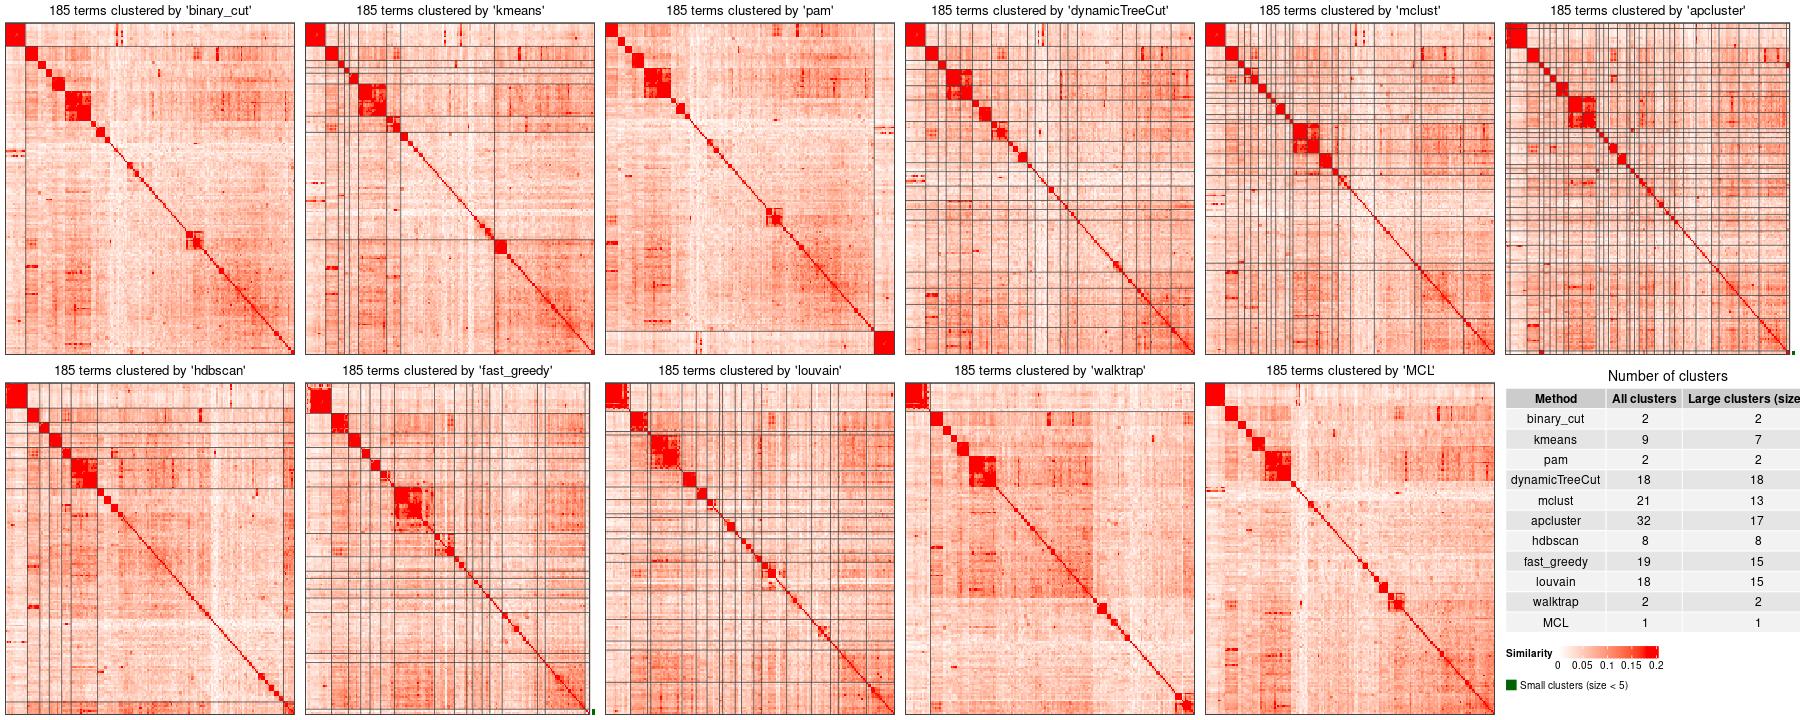 185 terms clustered by 'binary_cut'
185 terms clustered by 'kmeans'
185 terms clustered by 'pam'
185 terms clustered by 'dynamicTreeCut'
185 terms clustered by 'mclust'
185 terms clustered by 'apcluster'
185 terms clustered by 'hdbscan'
185 terms clustered by 'fast_greedy'
185 terms clustered by 'louvain'
185 terms clustered by 'walktrap'
185 terms clustered by 'MCL'
Number of clusters
Method All clusters Large clusters (size
binary_cut 2 2
kmeans 9 7
pam 2 2
dynamicTreeCut 18 18
mclust 21 13
apcluster 32 17
hdbscan 8 8
fast_greedy 19 15
louvain 18 15
walktrap 2 2
MCL 1 1
Similarity
0 0.05 0.1 0.15 0.2
Small clusters (size < 5)